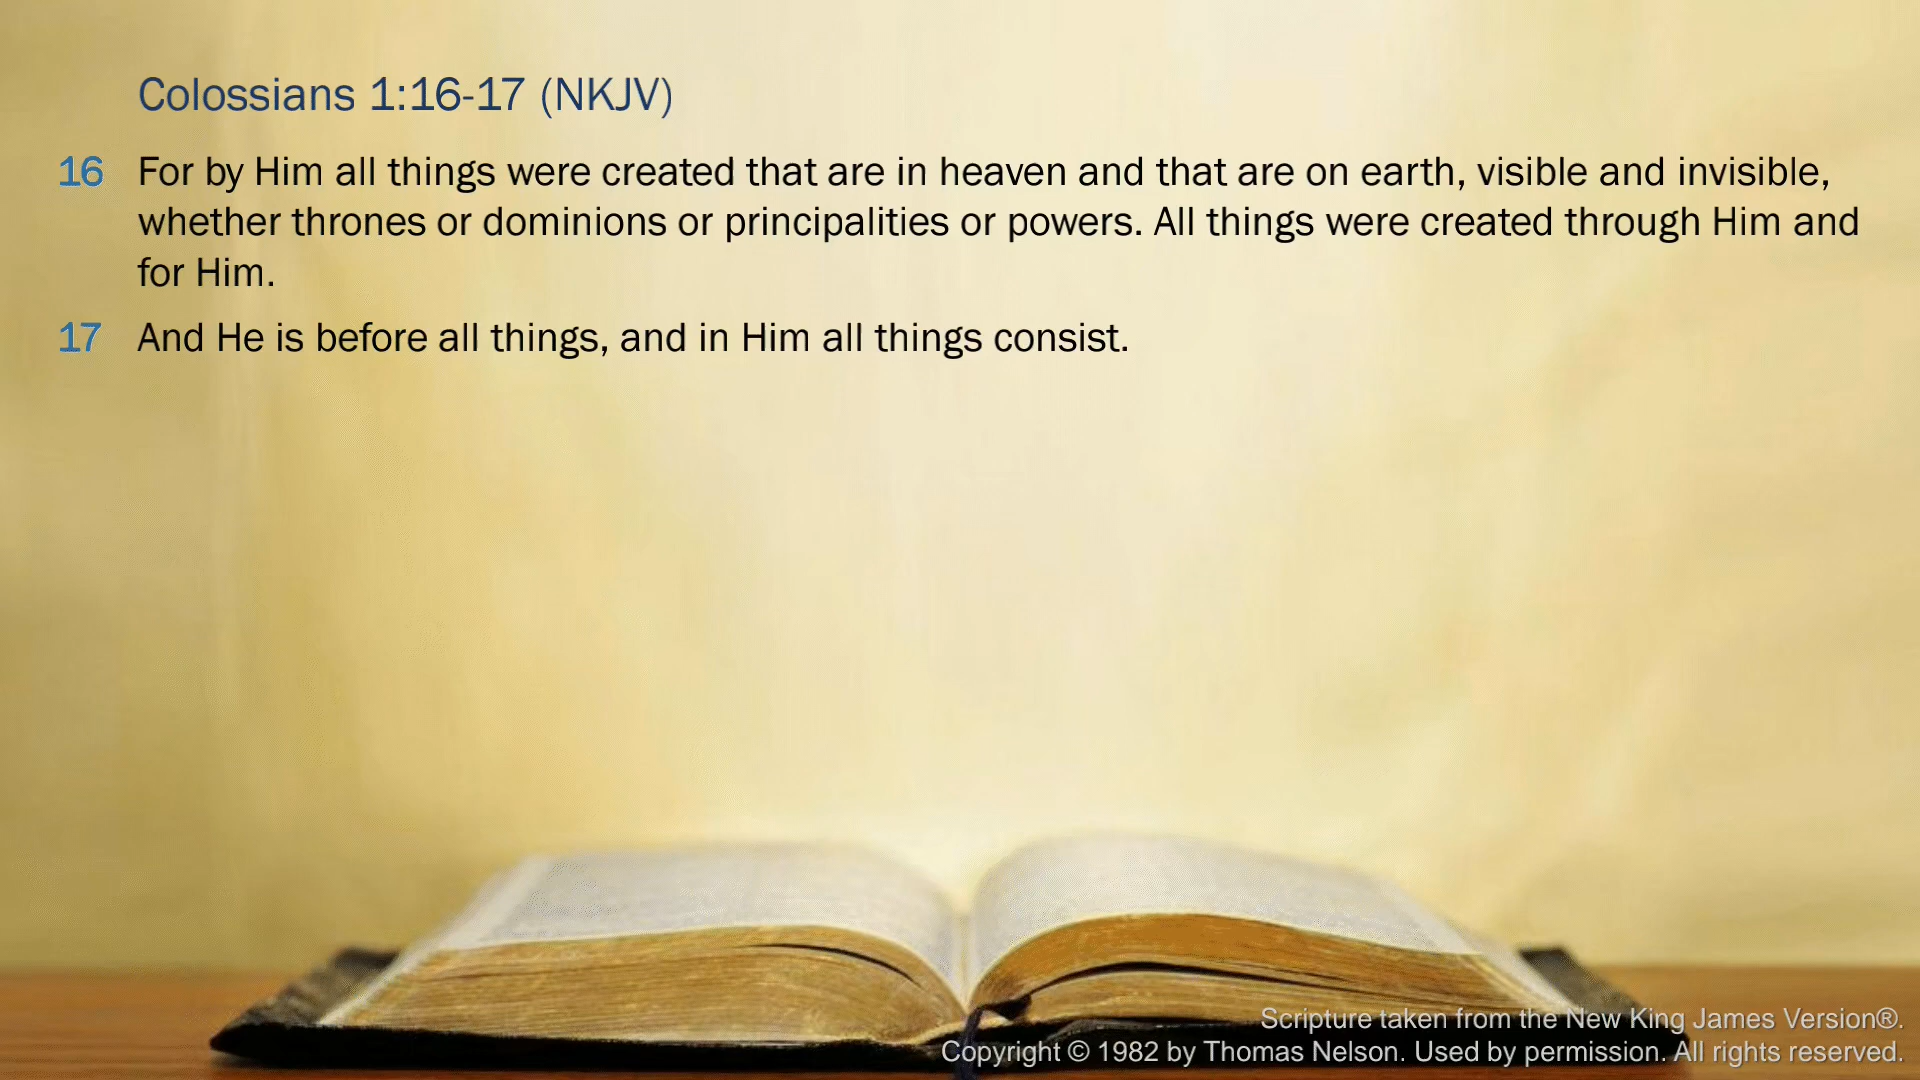 Colossians 1:16-17 (NKJV)
16 For by Him all things were created that are in heaven and that are on earth, visible and invisible,
whether thrones or dominions or principalities or powers. All things were created through Him and
for Him.
17 And He is before all things, and in Him all things consist.
Scripture taken from the New King James Version®.
Copyright © 1982 by Thomas Nelson. Used by permission. All rights reserved.